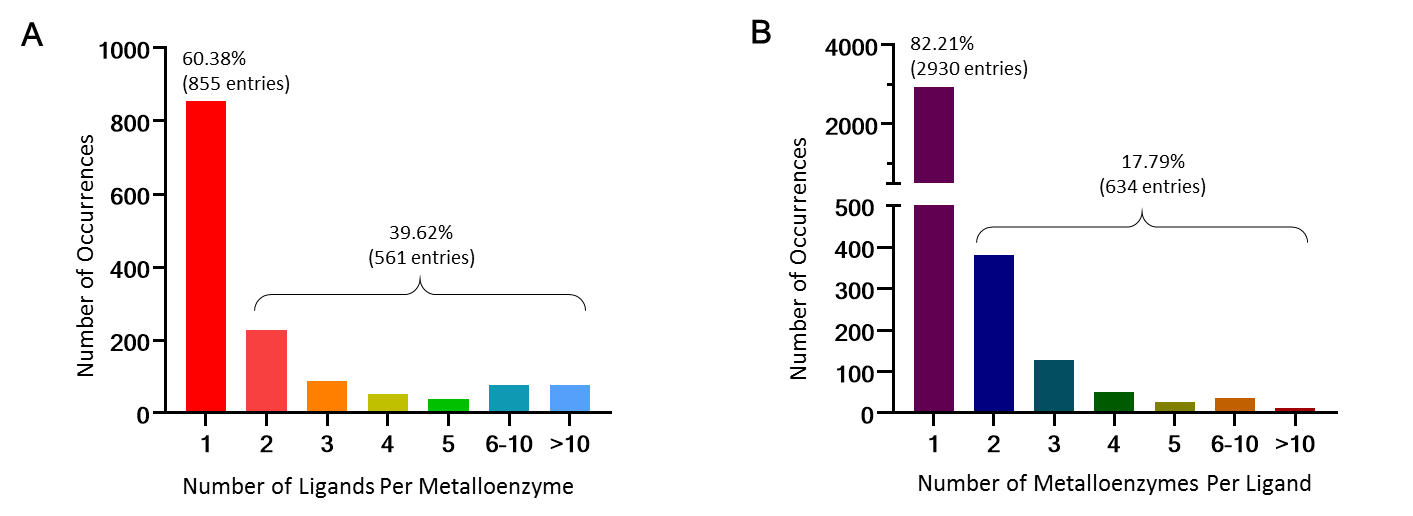 A
60.38%
(855 entries)
39.62%
(561 entries)
Number of Occurrences
1000
800
600
400
200
0
1 2 3 4 5 6-10 >10
Number of Ligands Per Metalloenzyme
B
82.21%
(2930 entries)
17.79%
(634 entries)
Number of Occurrences
4000
2000
500
400
300
200
100
0
1 2 3 4 5 6-10 >10
Number of Metalloenzymes Per Ligand